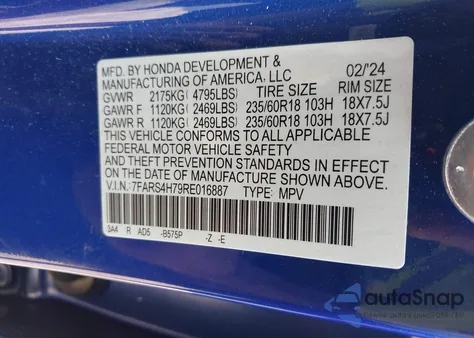 MFD. BY HONDA DEVELOPMENT & 02/'24
MANUFACTURING OF AMERICA, LLC
GVWR 2175KG(4795LBS) TIRE SIZE RIM SIZE
GAWR F 1120KG(2469LBS) 235/60R18 103H 18X7.5J
GAWR R 1120KG(2469LBS) 235/60R18 103H 18X7.5J
THIS VEHICLE CONFORMS TO ALL APPLICABLE
FEDERAL MOTOR VEHICLE SAFETY
AND THEFT PREVENTION STANDARDS IN EFFECT
ON THE DATE OF MANUFACTURE SHOWN ABOVE.
V.I.N.: 7FARS4H79RE016887 TYPE: MPV
3A4 R AD5 -B575P -Z -E
autoSnap